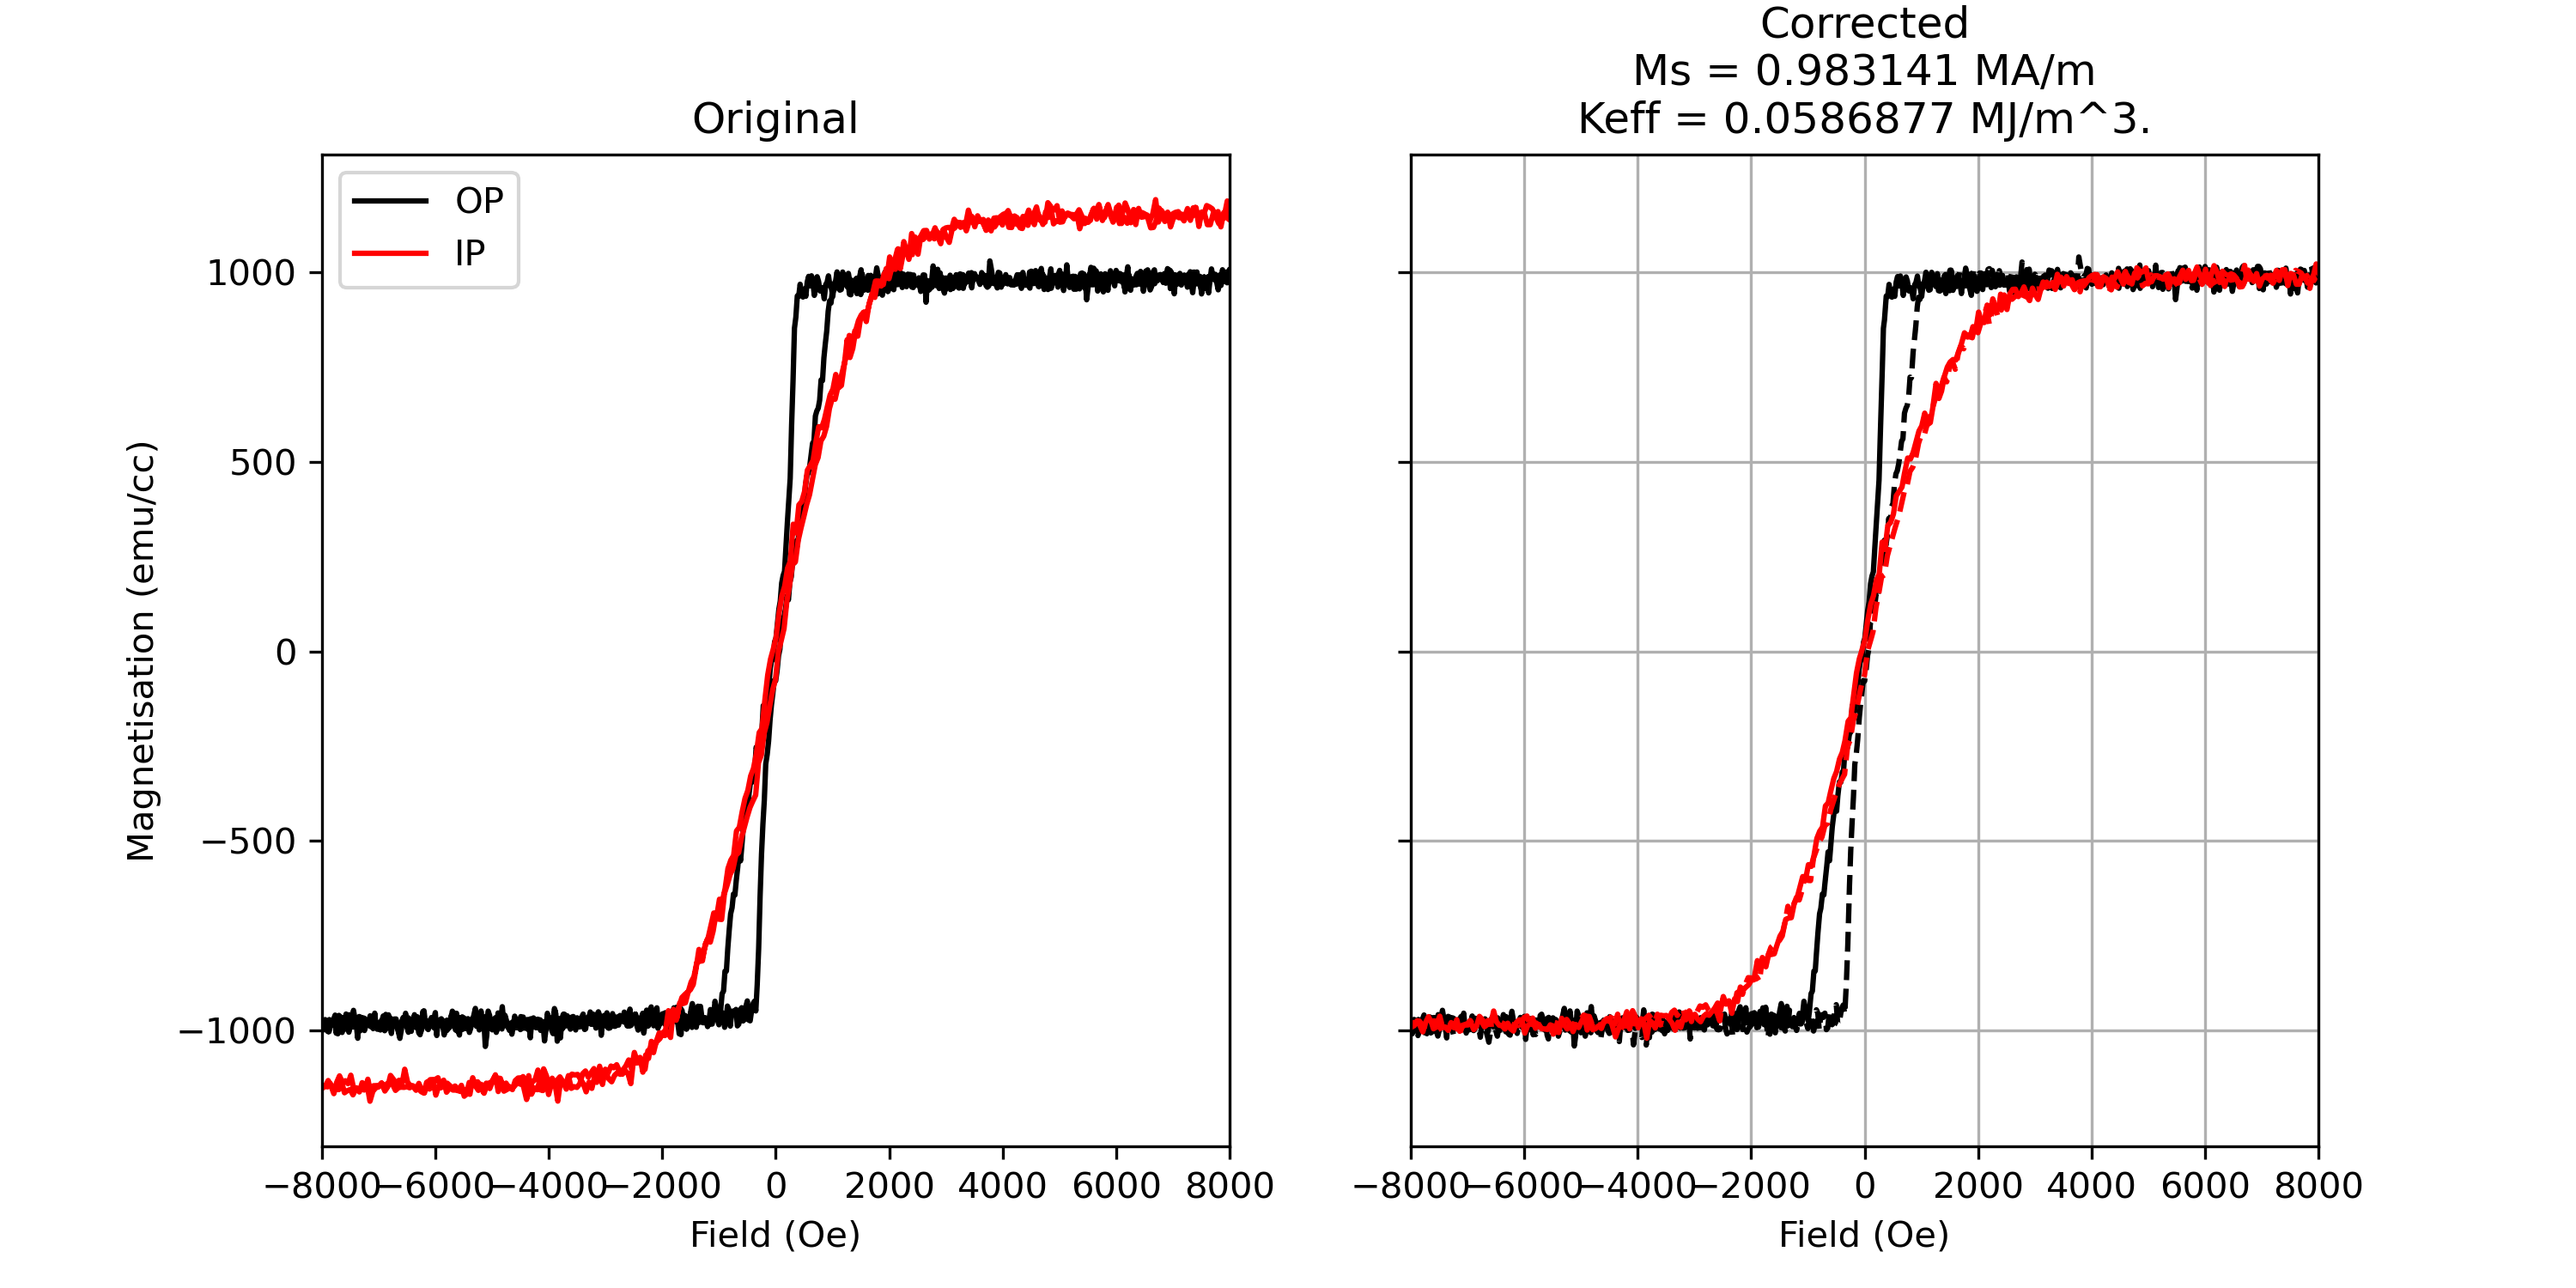 Original
OP
IP
1000
500
0
−500
−1000
Magnetisation (emu/cc)
−8000 −6000 −4000 −2000 0 2000 4000 6000 8000
Field (Oe)
Corrected
Ms = 0.983141 MA/m
Keff = 0.0586877 MJ/m^3.
−8000 −6000 −4000 −2000 0 2000 4000 6000 8000
Field (Oe)